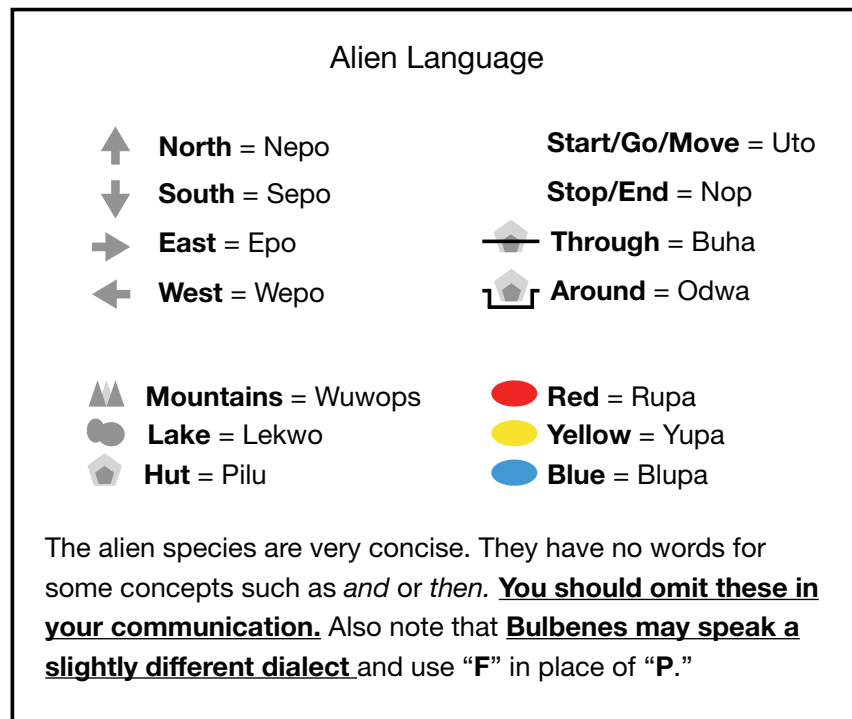 Alien Language
North = Nepo
South = Sepo
East = Epo
West = Wepo
Start/Go/Move = Uto
Stop/End = Nop
Through = Buha
Around = Odwa
Mountains = Wuwops
Lake = Lekwo
Hut = Pilu
Red = Rupa
Yellow = Yupa
Blue = Blupa
The alien species are very concise. They have no words for
some concepts such as and or then. You should omit these in
your communication. Also note that Bulbenes may speak a
slightly different dialect and use “F” in place of “P.”